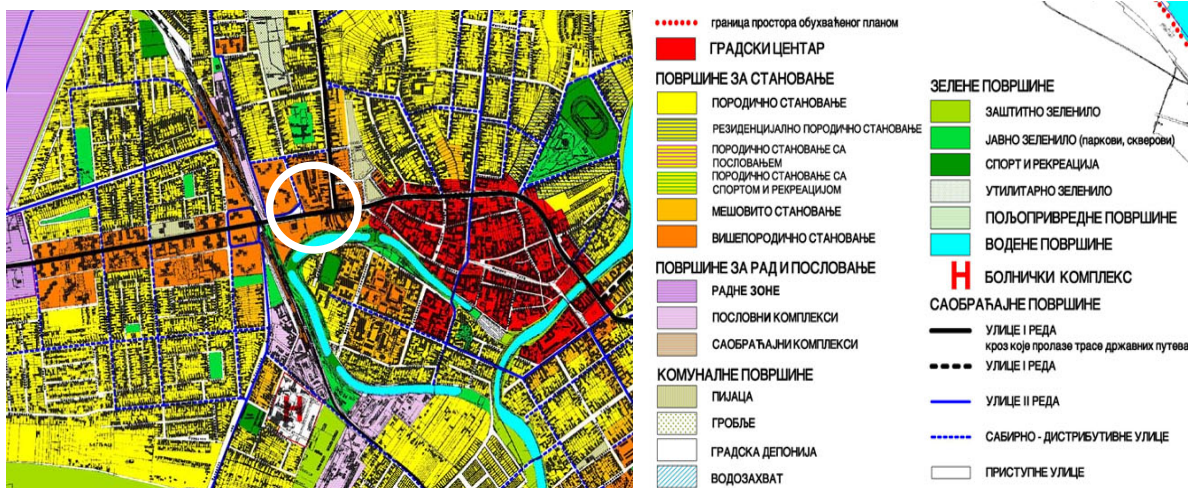 граница простора обухваћеног планом
ГРАДСКИ ЦЕНТАР
ПОВРШИНЕ ЗА СТАНОВАЊЕ
ПОРОДИЧНО СТАНОВАЊЕ
РЕЗИДЕНЦИЈАЛНО ПОРОДИЧНО СТАНОВАЊЕ
ПОРОДИЧНО СТАНОВАЊЕ СА
ПОСЛОВАЊЕМ
ПОРОДИЧНО СТАНОВАЊЕ СА
СПОРТОМ И РЕКРЕАЦИЈОМ
МЕШОВИТО СТАНОВАЊЕ
ВИШЕПОРОДИЧНО СТАНОВАЊЕ
ПОВРШИНЕ ЗА РАД И ПОСЛОВАЊЕ
РАДНЕ ЗОНЕ
ПОСЛОВНИ КОМПЛЕКСИ
САОБРАЋАЈНИ КОМПЛЕКСИ
КОМУНАЛНЕ ПОВРШИНЕ
ПИЈАЦА
ГРОБЉЕ
ГРАДСКА ДЕПОНИЈА
ВОДОЗАХВАТ
ЗЕЛЕНЕ ПОВРШИНЕ
ЗАШТИТНО ЗЕЛЕНИЛО
ЈАВНО ЗЕЛЕНИЛО (паркови, скверови)
СПОРТ И РЕКРЕАЦИЈА
УТИЛИТАРНО ЗЕЛЕНИЛО
ПОЉОПРИВРЕДНЕ ПОВРШИНЕ
ВОДЕНЕ ПОВРШИНЕ
H БОЛНИЧКИ КОМПЛЕКС
САОБРАЋАЈНЕ ПОВРШИНЕ
УЛИЦЕ I РЕДА
кроз које пролазе трасе државних путева
УЛИЦЕ I РЕДА
УЛИЦЕ II РЕДА
САБИРНО - ДИСТРИБУТИВНЕ УЛИЦЕ
ПРИСТУПНЕ УЛИЦЕ
H